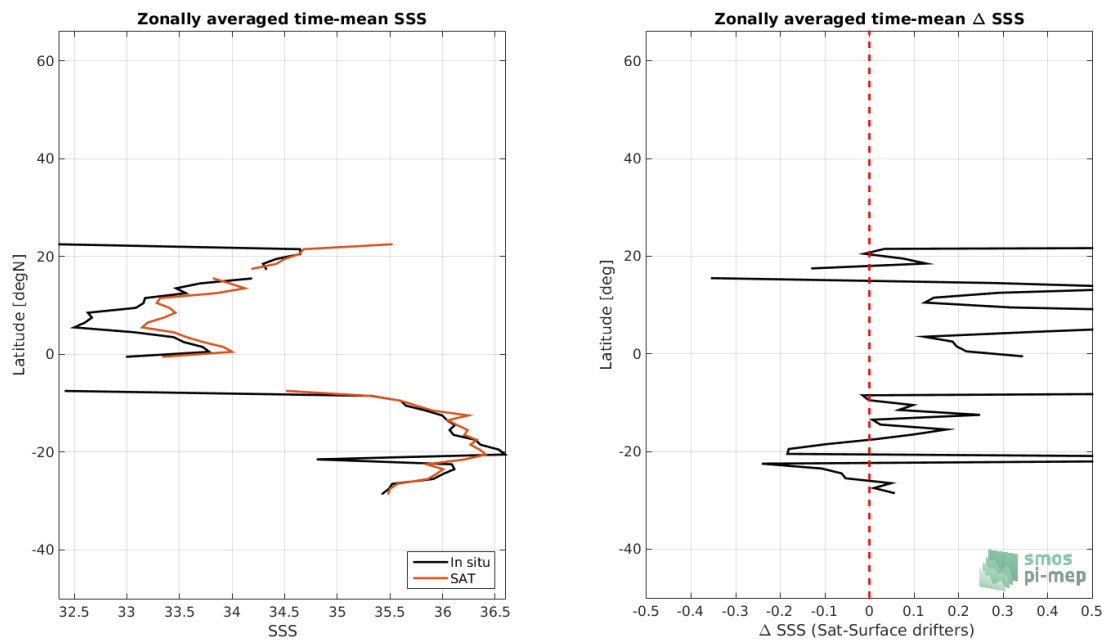 Zonally averaged time-mean SSS
60
40
20
0
-20
-40
Latitude [degN]
In situ
SAT
32.5 33 33.5 34 34.5 35 35.5 36 36.5
SSS
Zonally averaged time-mean Δ SSS
60
40
20
0
-20
-40
Latitude [deg]
smos
pi-mep
-0.5 -0.4 -0.3 -0.2 -0.1 0 0.1 0.2 0.3 0.4 0.5
Δ SSS (Sat-Surface drifters)